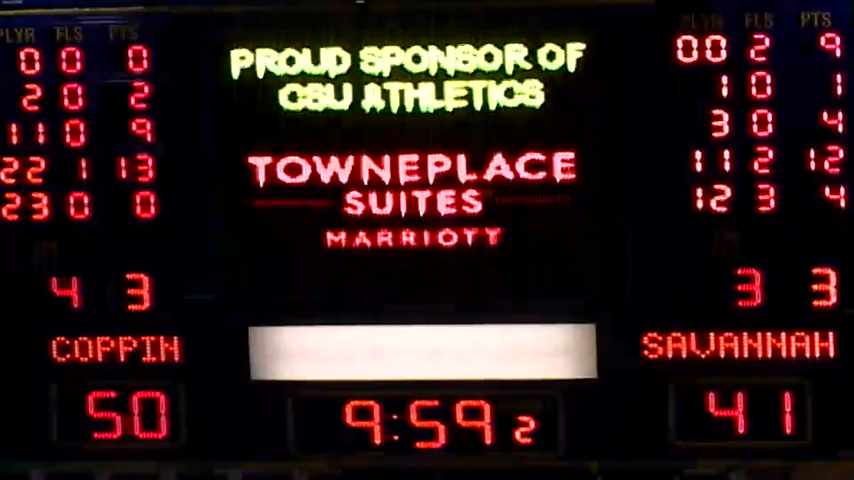 PLYR FLS PTS
0 0 0
2 0 2
11 0 9
22 1 13
23 0 0
4 3
COPPIN
50
PROUD SPONSOR OF
CSU ATHLETICS
TOWNEPLACE
SUITES
MARRIOTT
9:59 2
PLYR FLS PTS
00 2 9
1 0 1
3 0 4
11 2 12
12 3 4
3 3
SAVANNAH
41